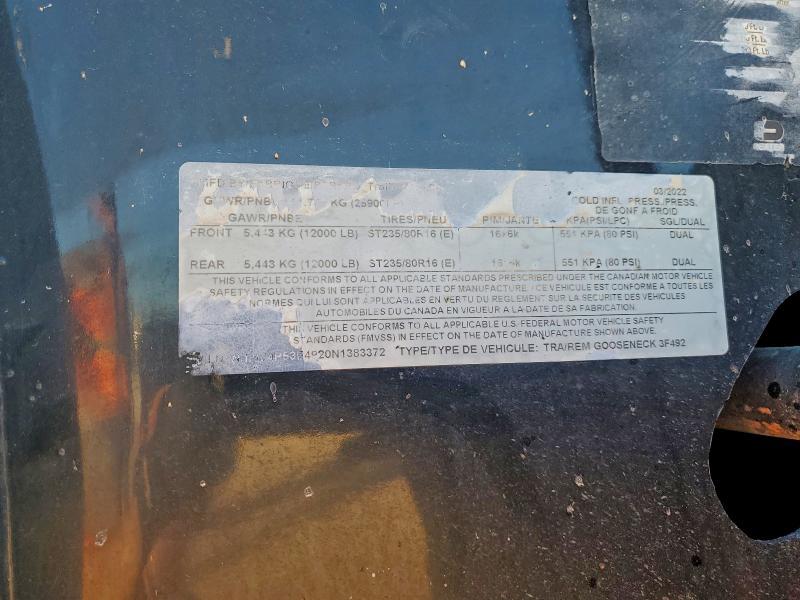 03/2022
KG (25900
COLD INFL. PRESS./PRESS.
DE GONF A FROID
GAWR/PNBE TIRES/PNEU RIM/JANTE KPA(PSI/LPC) SGL/DUAL
FRONT 5,443 KG (12000 LB) ST235/80R16 (E) 16x6k 551 KPA (80 PSI) DUAL
REAR 5,443 KG (12000 LB) ST235/80R16 (E) 551 KPA (80 PSI) DUAL
THIS VEHICLE CONFORMS TO ALL APPLICABLE STANDARDS PRESCRIBED UNDER THE CANADIAN MOTOR VEHICLE
SAFETY REGULATIONS IN EFFECT ON THE DATE OF MANUFACTURE. / CE VEHICULE EST CONFORME A TOUTES LES
NORMES QUI LUI SONT APPLICABLES EN VERTU DU REGLEMENT SUR LA SECURITE DES VEHICULES
AUTOMOBILES DU CANADA EN VIGUEUR A LA DATE DE SA FABRICATION.
THIS VEHICLE CONFORMS TO ALL APPLICABLE U.S. FEDERAL MOTOR VEHICLE SAFETY
STANDARDS (FMVSS) IN EFFECT ON THE DATE OF MANUFACTURE SHOWN ABOVE.
TYPE/TYPE DE VEHICULE: TRA/REM GOOSENECK 3F492